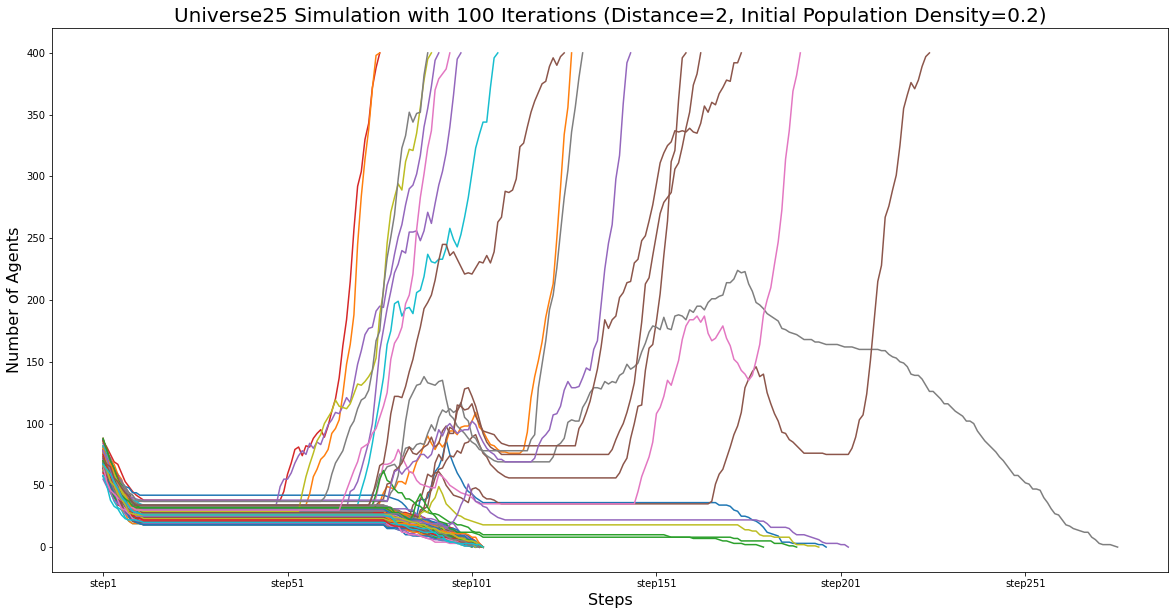 Universe25 Simulation with 100 Iterations (Distance=2, Initial Population Density=0.2)
Number of Agents
400
350
300
250
200
150
100
50
0
step1 step51 step101 step151 step201 step251
Steps